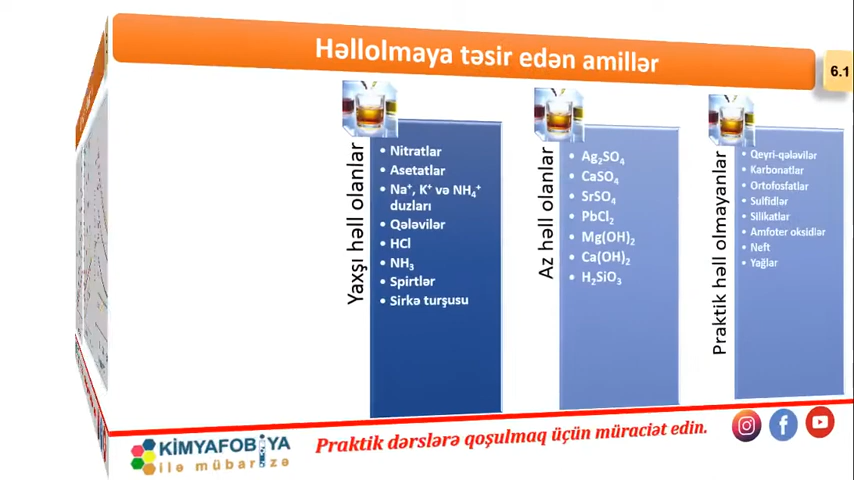 Həllolmaya təsir edən amillər
6.1
Yaxşı həll olanlar
• Nitratlar
• Asetatlar
• Na⁺, K⁺ və NH₄⁺
duzları
• Qələvilər
• HCl
• NH₃
• Spirtlər
• Sirkə turşusu
Az həll olanlar
• Ag₂SO₄
• CaSO₄
• SrSO₄
• PbCl₂
• Mg(OH)₂
• Ca(OH)₂
• H₂SiO₃
Praktik həll olmayanlar
• Qeyri-qələvilər
• Karbonatlar
• Ortofosfatlar
• Sulfidlər
• Silikatlar
• Amfoter oksidlər
• Neft
• Yağlar
KİMYAFOBİYA
ilə mübarizə
Praktik dərslərə qoşulmaq üçün müraciət edin.